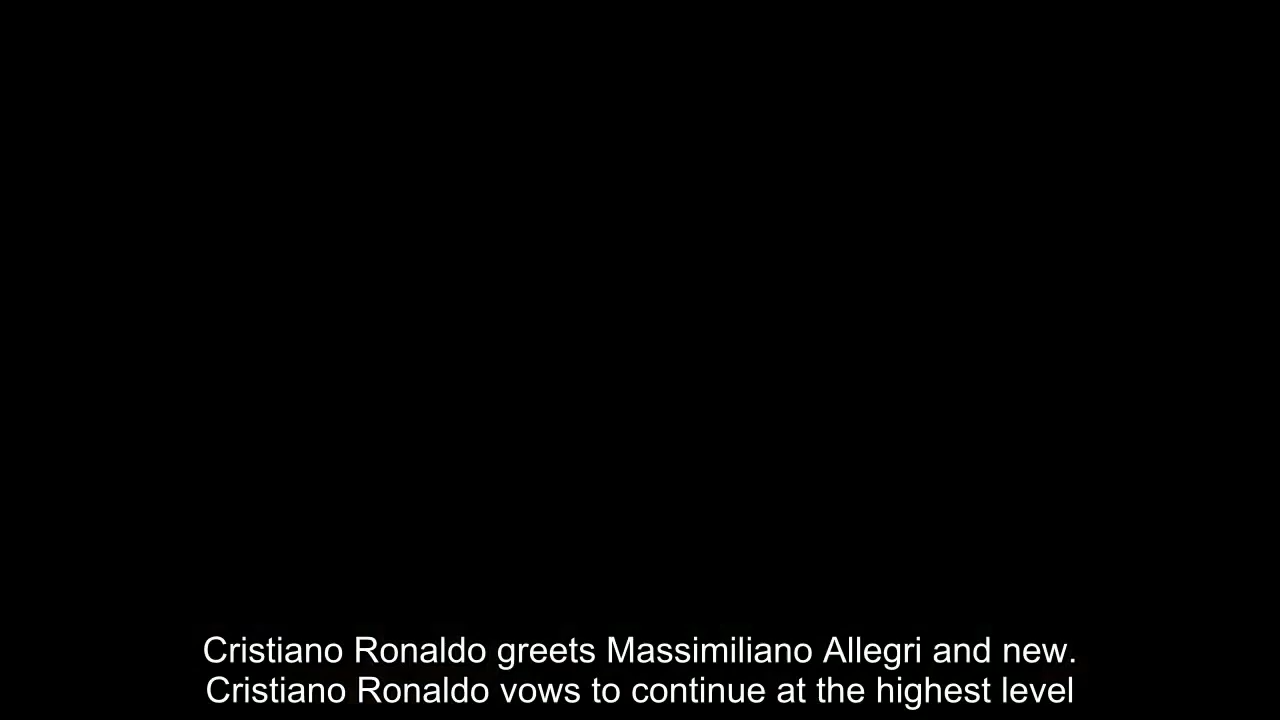 Cristiano Ronaldo greets Massimiliano Allegri and new.
Cristiano Ronaldo vows to continue at the highest level